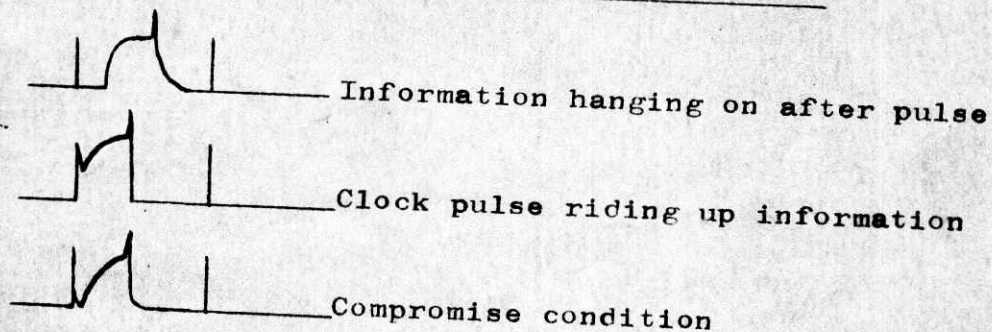 Information hanging on after pulse
Clock pulse riding up information
Compromise condition